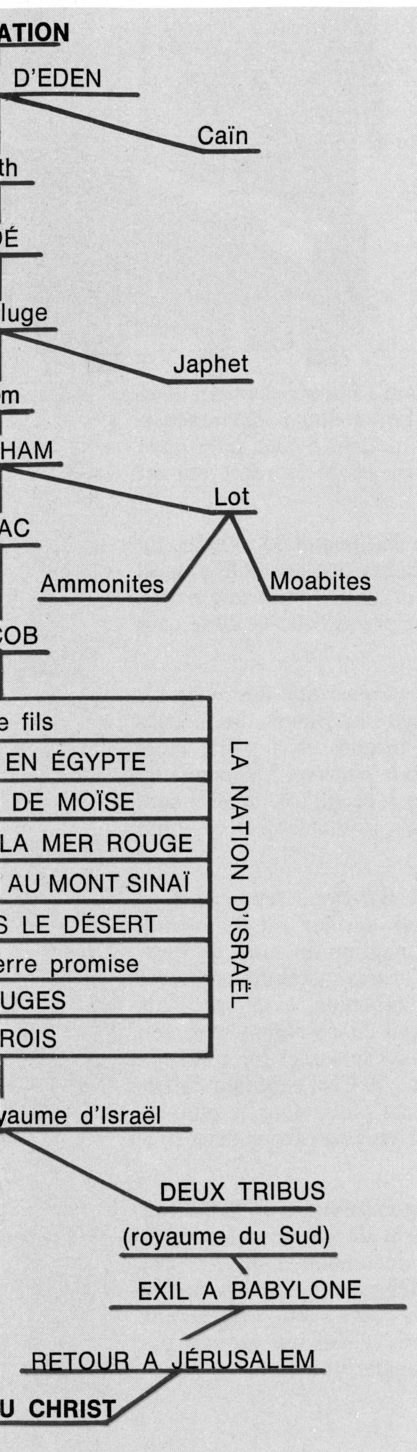 ATION
D'EDEN
Caïn
th
DÉ
luge
Japhet
m
HAM
Lot
AC
Ammonites
Moabites
COB
e fils
EN ÉGYPTE
DE MOÏSE
LA MER ROUGE
AU MONT SINAÏ
S LE DÉSERT
erre promise
UGES
ROIS
LA NATION D'ISRAËL
yaume d'Israël
DEUX TRIBUS
(royaume du Sud)
EXIL A BABYLONE
RETOUR A JÉRUSALEM
U CHRIST